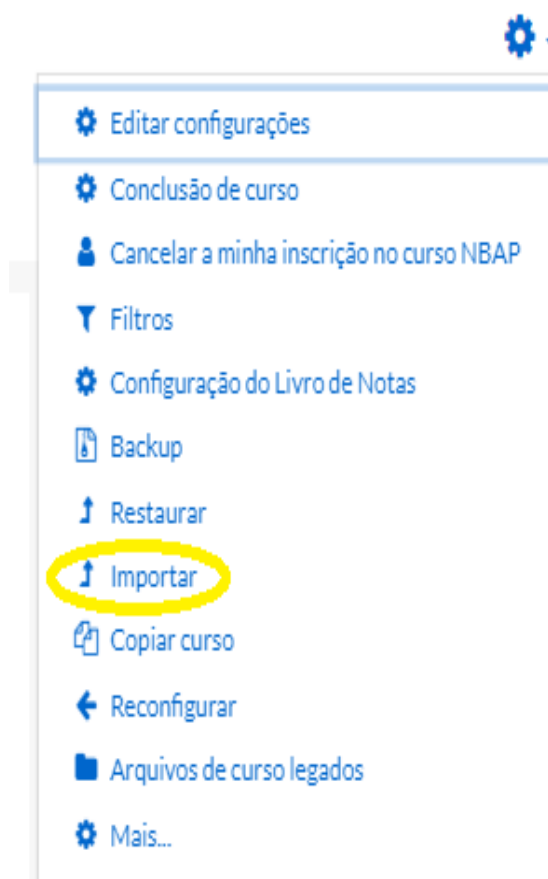 Editar configurações
Conclusão de curso
Cancelar a minha inscrição no curso NBAP
Filtros
Configuração do Livro de Notas
Backup
Restaurar
Importar
Copiar curso
Reconfigurar
Arquivos de curso legados
Mais...